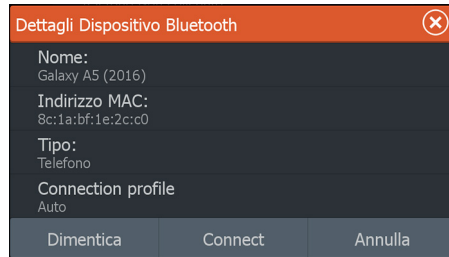 Dettagli Dispositivo Bluetooth
Nome:
Galaxy A5 (2016)
Indirizzo MAC:
8c:1a:bf:1e:2c:c0
Tipo:
Telefono
Connection profile
Auto
Dimentica Connect Annulla